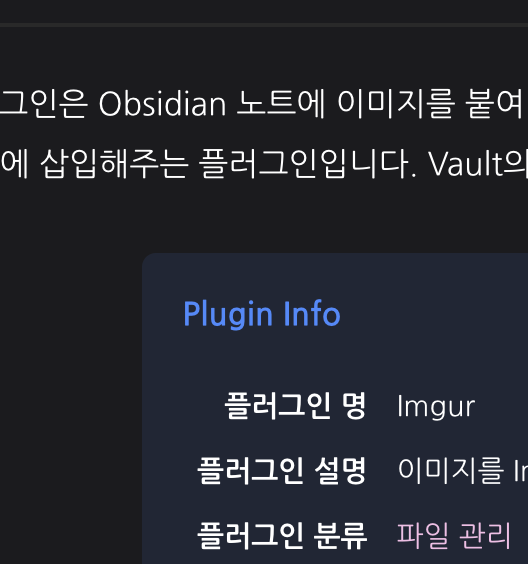 그인은 Obsidian 노트에 이미지를 붙여
에 삽입해주는 플러그인입니다. Vault의
Plugin Info
플러그인 명 Imgur
플러그인 설명 이미지를
플러그인 분류 파일 관리